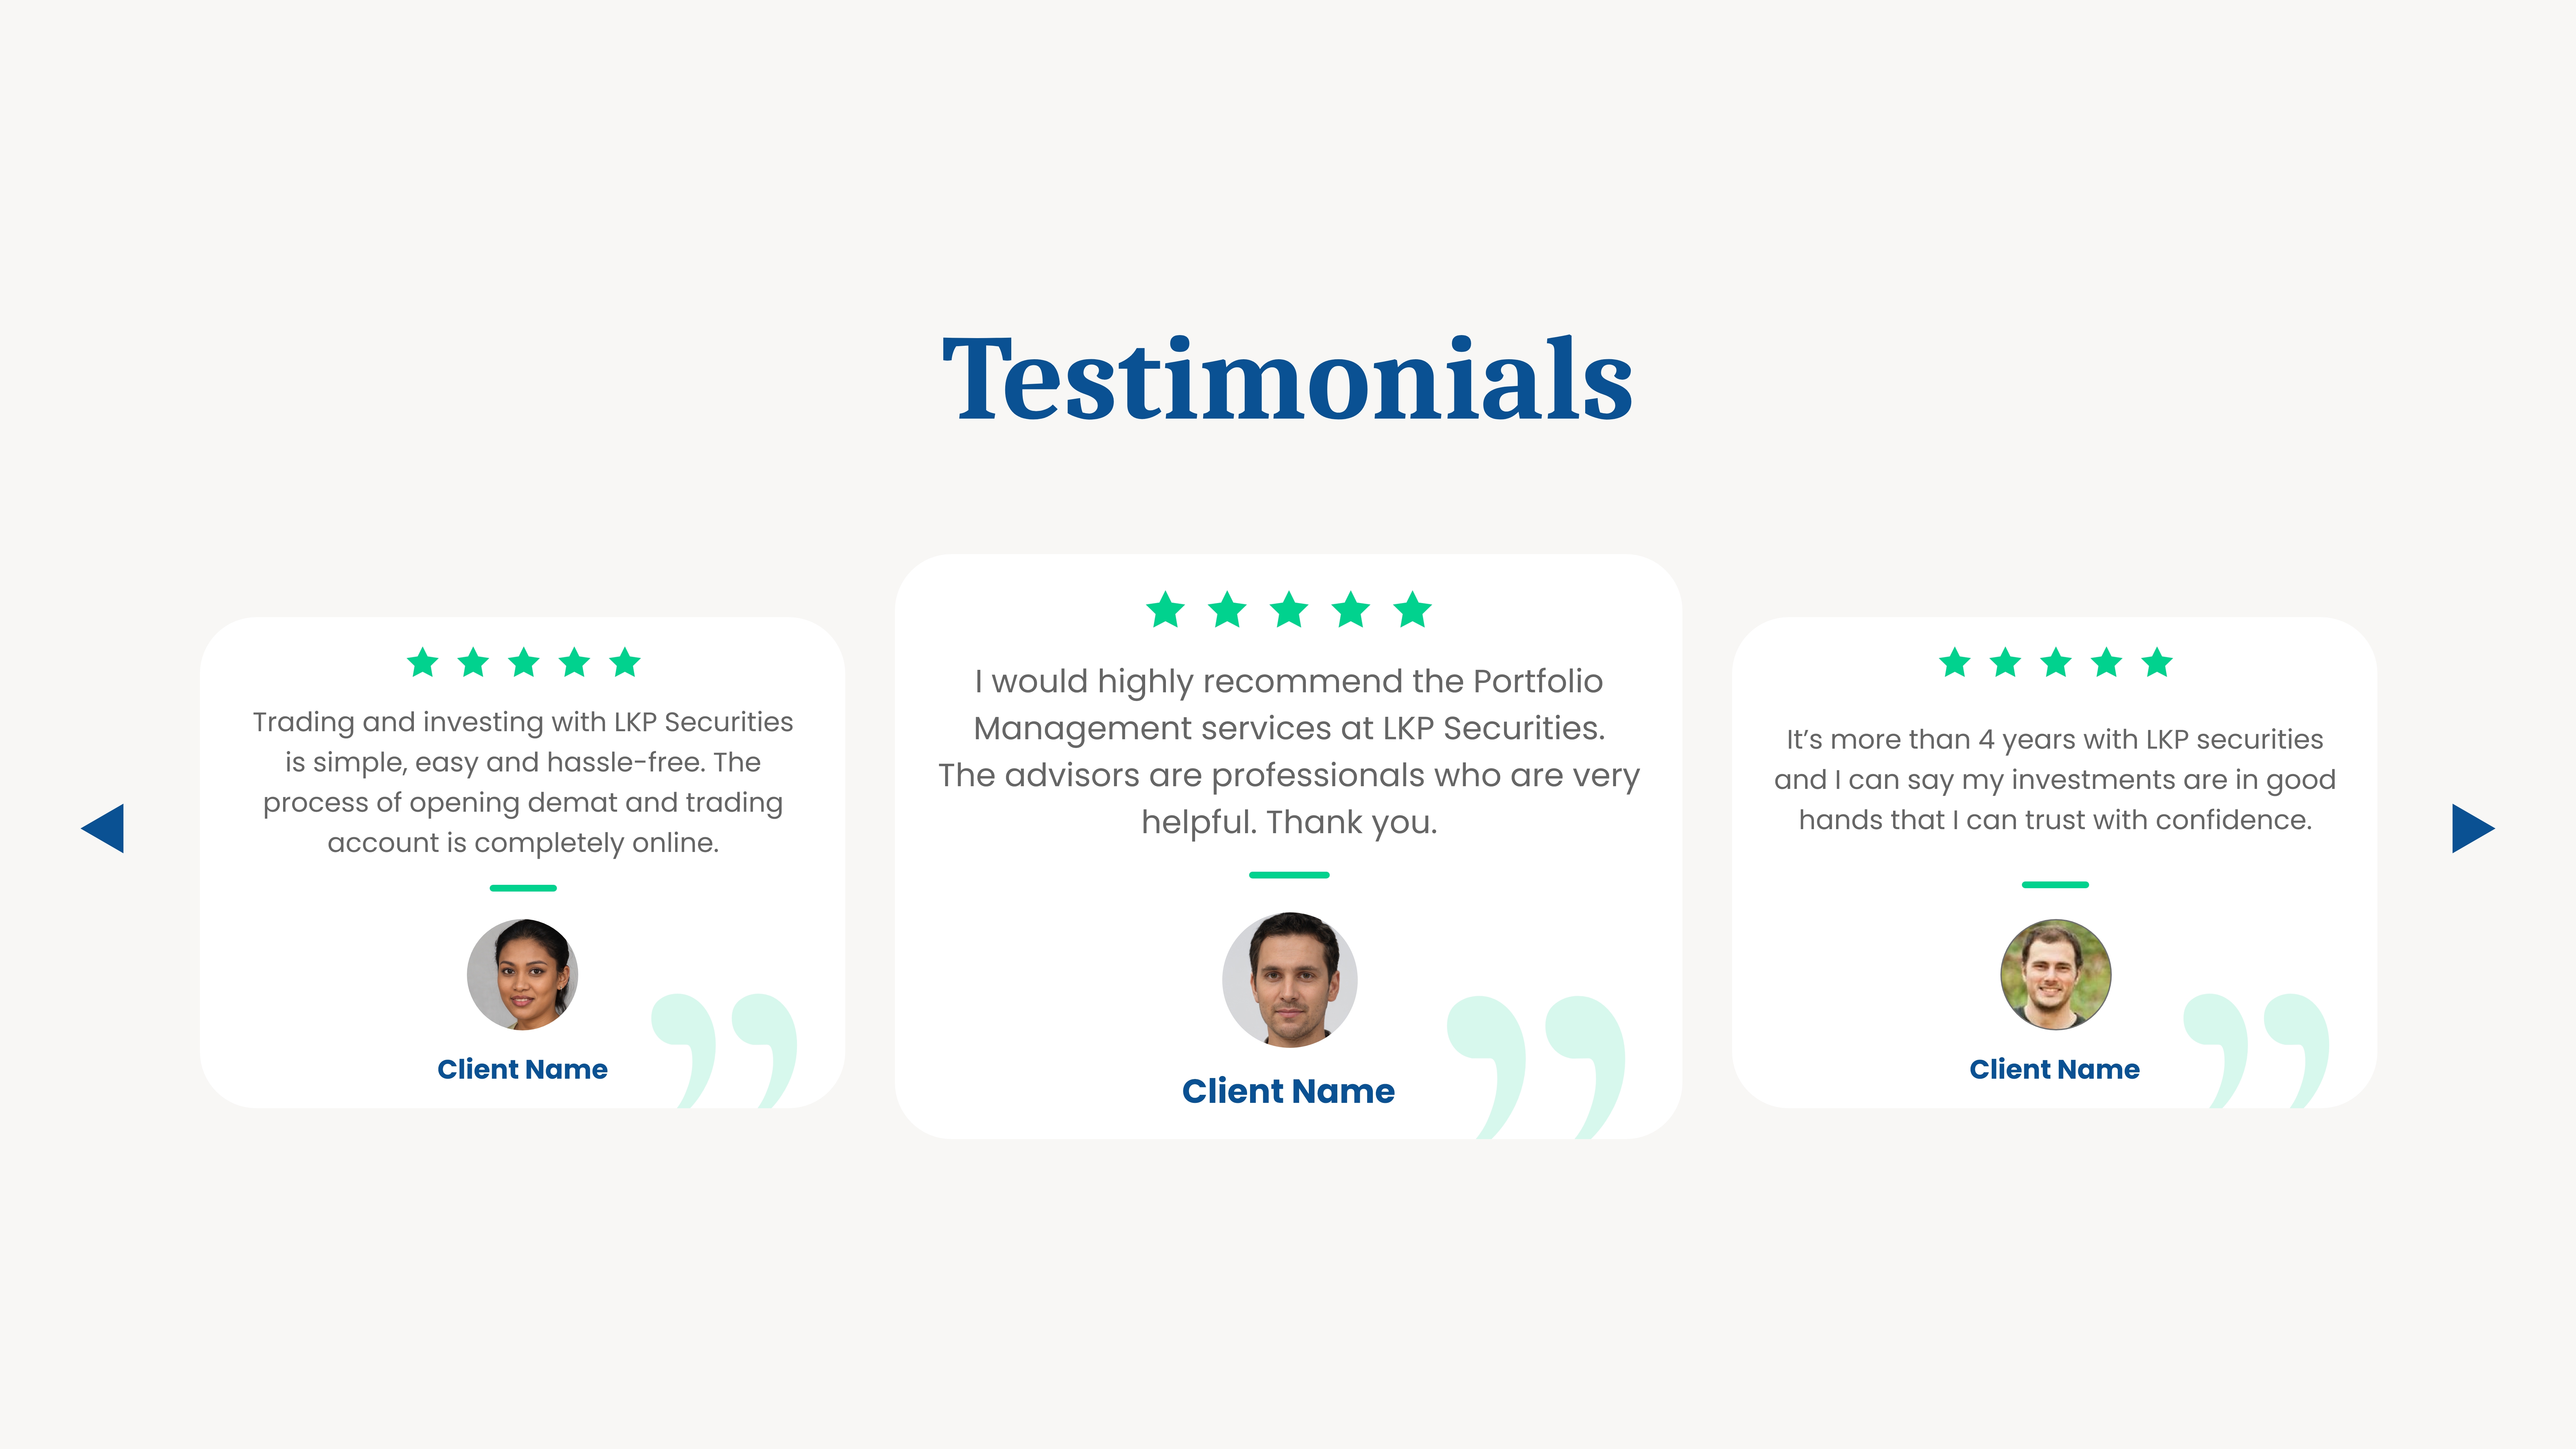 Testimonials
Trading and investing with LKP Securities
is simple, easy and hassle-free. The
process of opening demat and trading
account is completely online.
Client Name
I would highly recommend the Portfolio
Management services at LKP Securities.
The advisors are professionals who are very
helpful. Thank you.
Client Name
It’s more than 4 years with LKP securities
and I can say my investments are in good
hands that I can trust with confidence.
Client Name